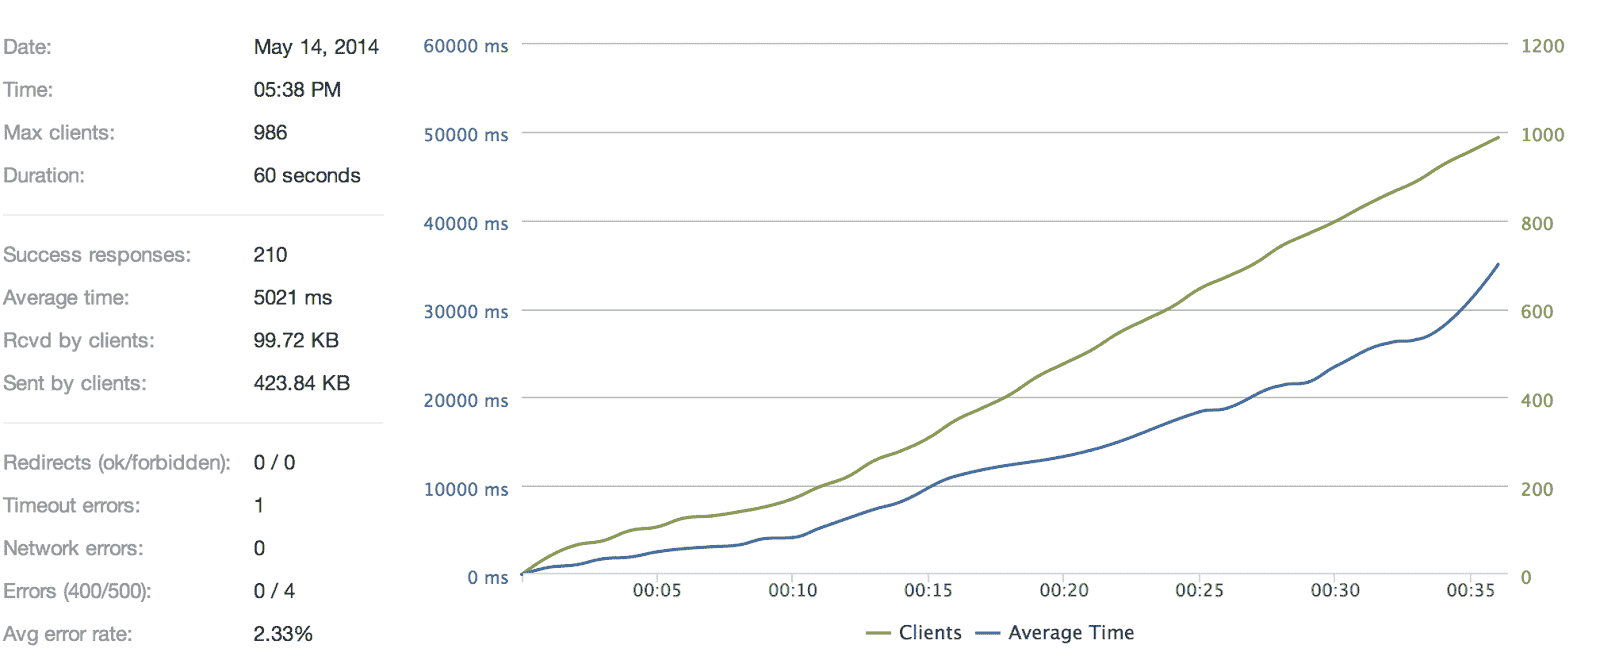 Date: May 14, 2014
Time: 05:38 PM
Max clients: 986
Duration: 60 seconds
Success responses: 210
Average time: 5021 ms
Rcvd by clients: 99.72 KB
Sent by clients: 423.84 KB
Redirects (ok/forbidden): 0 / 0
Timeout errors: 1
Network errors: 0
Errors (400/500): 0 / 4
Avg error rate: 2.33%
60000 ms 1200
50000 ms 1000
40000 ms 800
30000 ms 600
20000 ms 400
10000 ms 200
0 ms 0
00:05 00:10 00:15 00:20 00:25 00:30 00:35
Clients Average Time